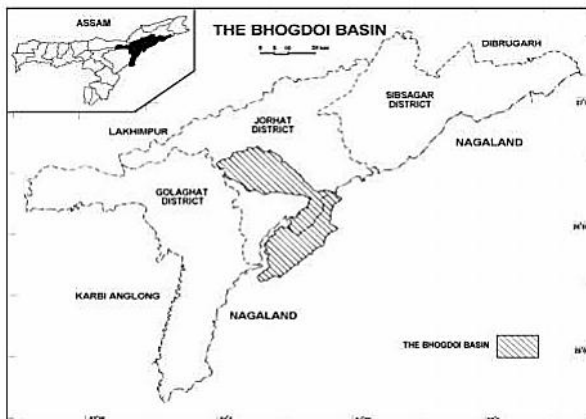 ASSAM
THE BHOGDOI BASIN
DIBRUGARH
SIBSAGAR
DISTRICT
JORHAT
DISTRICT
LAKHIMPUR
NAGALAND
GOLAGHAT
DISTRICT
KARBI ANGLONG
NAGALAND
THE BHOGDOI BASIN